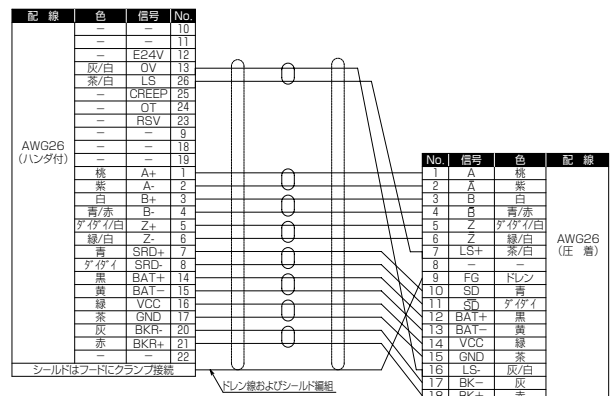 配 線 色 信号 No.
− − 10
− − 11
− E24V 12
灰/白 0V 13
茶/白 LS 26
− CREEP 25
− OT 24
− RSV 23
− − 9
− − 18
− − 19
桃 A+ 1
紫 A- 2
白 B+ 3
青/赤 B- 4
ダイダイ/白 Z+ 5
緑/白 Z- 6
青 SRD+ 7
ダイダイ SRD- 8
黒 BAT+ 14
黄 BAT− 15
緑 VCC 16
茶 GND 17
灰 BKR- 20
赤 BKR+ 21
− − 22
AWG26
(ハンダ付)
シールドはフードにクランプ接続
ドレン線およびシールド編組
No. 信号 色 配 線
1 A 桃
2 A̅ 紫
3 B 白
4 B̅ 青/赤
5 Z ダイダイ/白
6 Z̅ 緑/白
7 LS+ 茶/白
8 − −
9 FG ドレン
10 SD 青
11 S̅D̅ ダイダイ
12 BAT+ 黒
13 BAT− 黄
14 VCC 緑
15 GND 茶
16 LS- 灰/白
17 BK− 灰
18 BK+ 赤
AWG26
(圧 着)